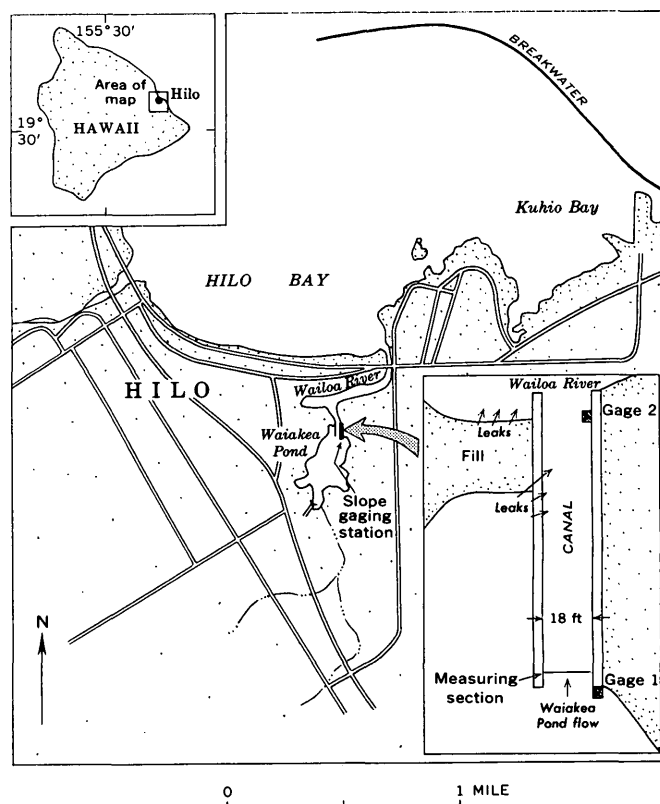 155° 30'
Area of
map
Hilo
19°
30'
HAWAII
BREAKWATER
Kuhio Bay
HILO BAY
HILO
Wailoa River
Waiakea
Pond
Slope
gaging
station
N
Wailoa River
Gage 2
Leaks
Fill
Leaks
CANAL
18 ft
Measuring
section
Gage 1
Waiakea
Pond flow
0 1 MILE